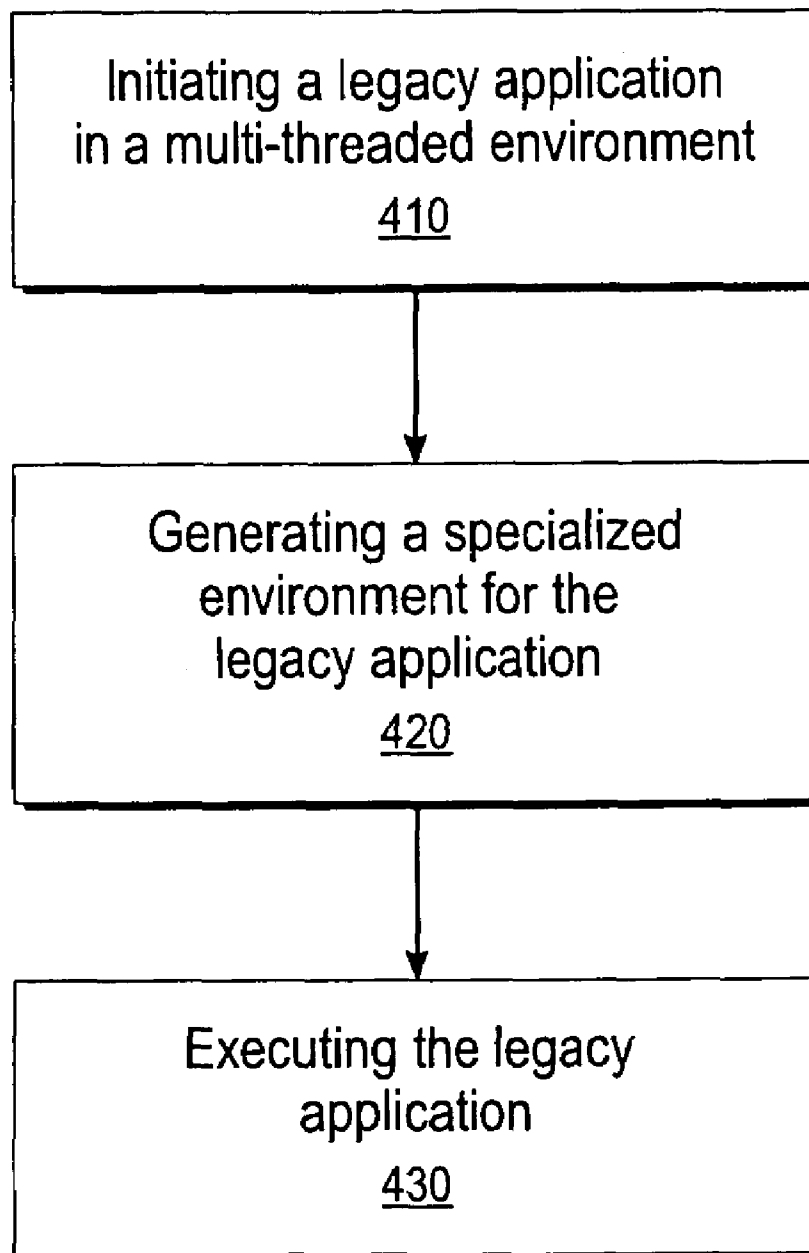 Initiating a legacy application
in a multi-threaded environment
410
Generating a specialized
environment for the
legacy application
420
Executing the legacy
application
430